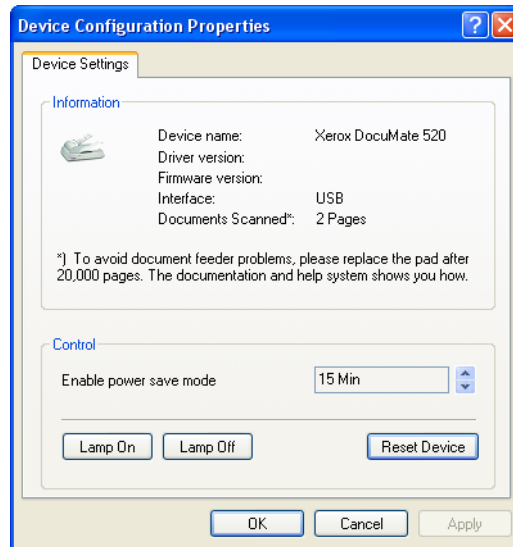 Device Configuration Properties
Device Settings
Information
Device name: Xerox DocuMate 520
Driver version:
Firmware version:
Interface: USB
Documents Scanned*: 2 Pages
*) To avoid document feeder problems, please replace the pad after
20,000 pages. The documentation and help system shows you how.
Control
Enable power save mode 15 Min
Lamp On Lamp Off Reset Device
OK Cancel Apply